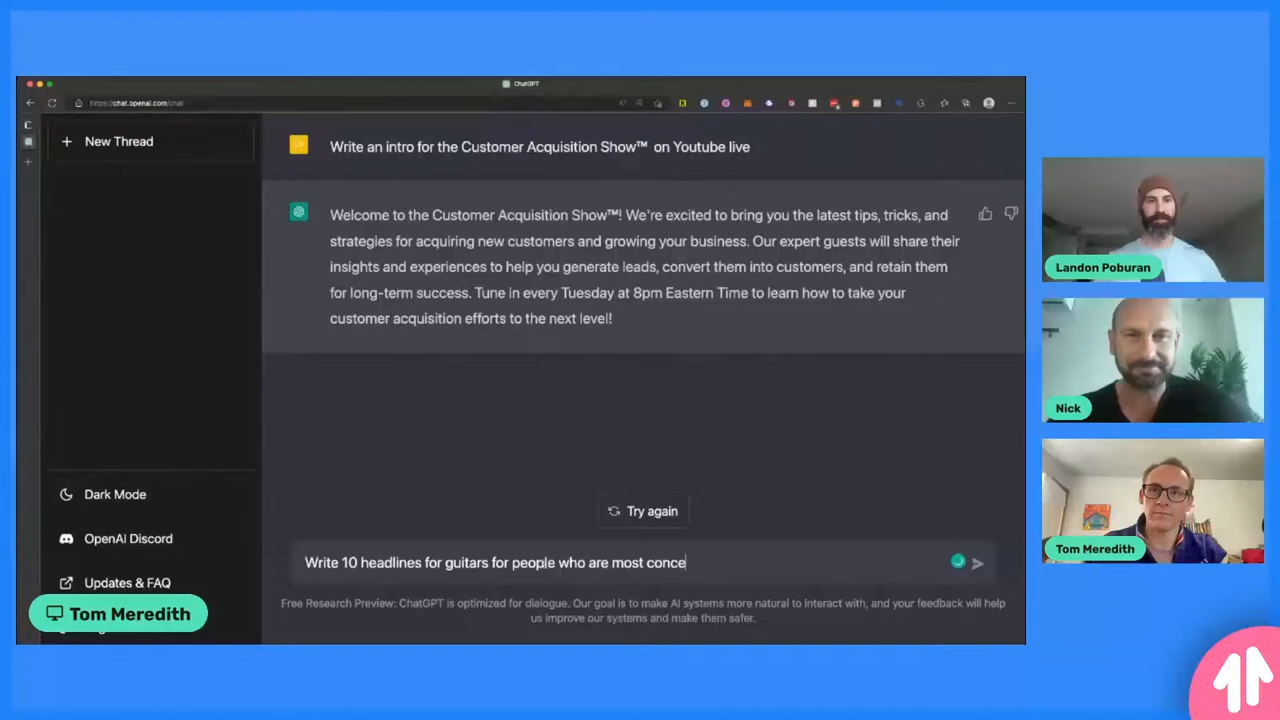 ChatGPT
https://chat.openai.com/chat
New Thread
Write an intro for the Customer Acquisition Show™ on Youtube live
Welcome to the Customer Acquisition Show™! We're excited to bring you the latest tips, tricks, and
strategies for acquiring new customers and growing your business. Our expert guests will share their
insights and experiences to help you generate leads, convert them into customers, and retain them
for long-term success. Tune in every Tuesday at 8pm Eastern Time to learn how to take your
customer acquisition efforts to the next level!
Landon Poburan
Nick
Tom Meredith
Dark Mode
OpenAI Discord
Updates & FAQ
Tom Meredith
Try again
Write 10 headlines for guitars for people who are most conce
Free Research Preview: ChatGPT is optimized for dialogue. Our goal is to make AI systems more natural to interact with, and your feedback will help
us improve our systems and make them safer.